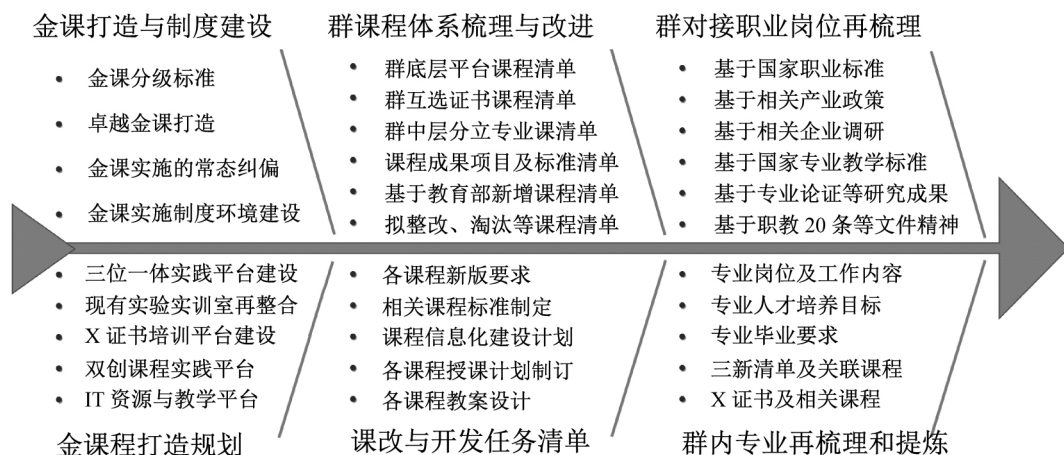 金课打造与制度建设
金课分级标准
卓越金课打造
金课实施的常态纠偏
金课实施制度环境建设
群课程体系梳理与改进
群底层平台课程清单
群互选证书课程清单
群中层分立专业课清单
课程成果项目及标准清单
基于教育部新增课程清单
拟整改、淘汰等课程清单
群对接职业岗位再梳理
基于国家职业标准
基于相关产业政策
基于相关企业调研
基于国家专业教学标准
基于专业论证等研究成果
基于职教 20 条等文件精神
三位一体实践平台建设
现有实验实训室再整合
X 证书培训平台建设
双创课程实践平台
IT 资源与教学平台
金课程打造规划
各课程新版要求
相关课程标准制定
课程信息化建设计划
各课程授课计划制订
各课程教案设计
课改与开发任务清单
专业岗位及工作内容
专业人才培养目标
专业毕业要求
三新清单及关联课程
X 证书及相关课程
群内专业再梳理和提炼